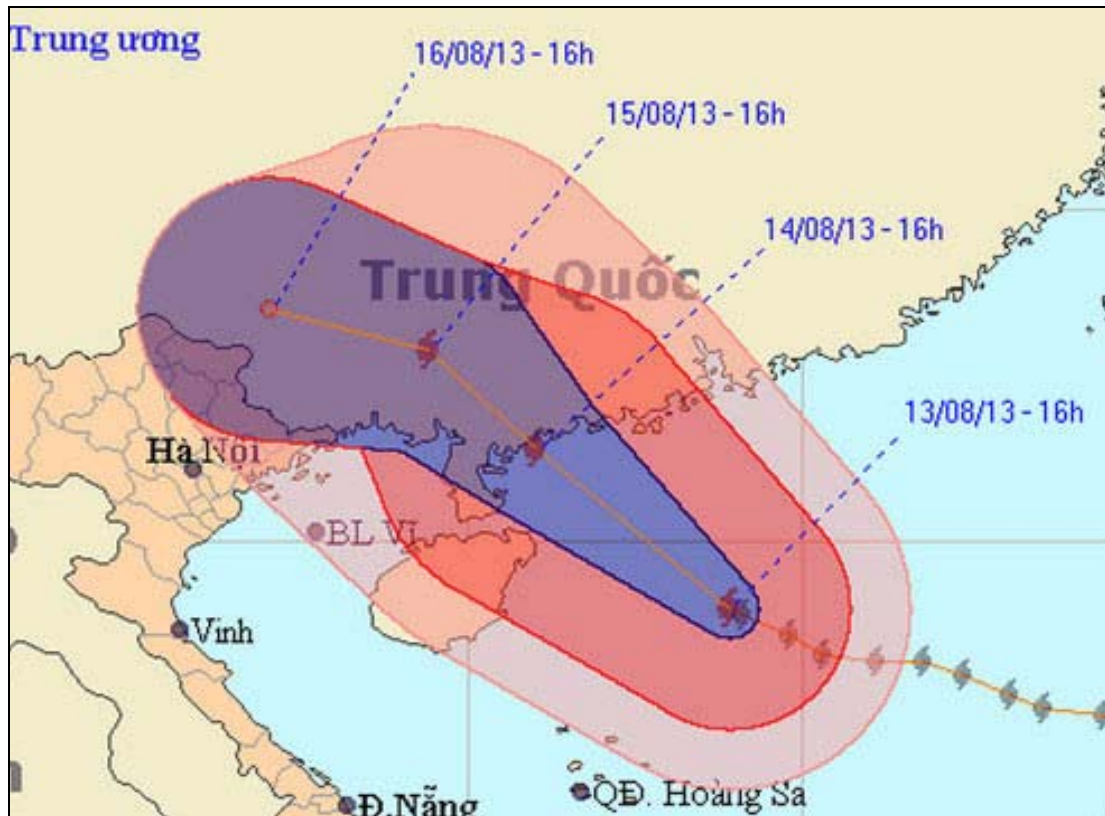 Trung ương
16/08/13 - 16h
15/08/13 - 16h
14/08/13 - 16h
Trung Quốc
13/08/13 - 16h
Hà Nội
BL VI
Vinh
QĐ. Hoàng Sa
Đ.Nẵng